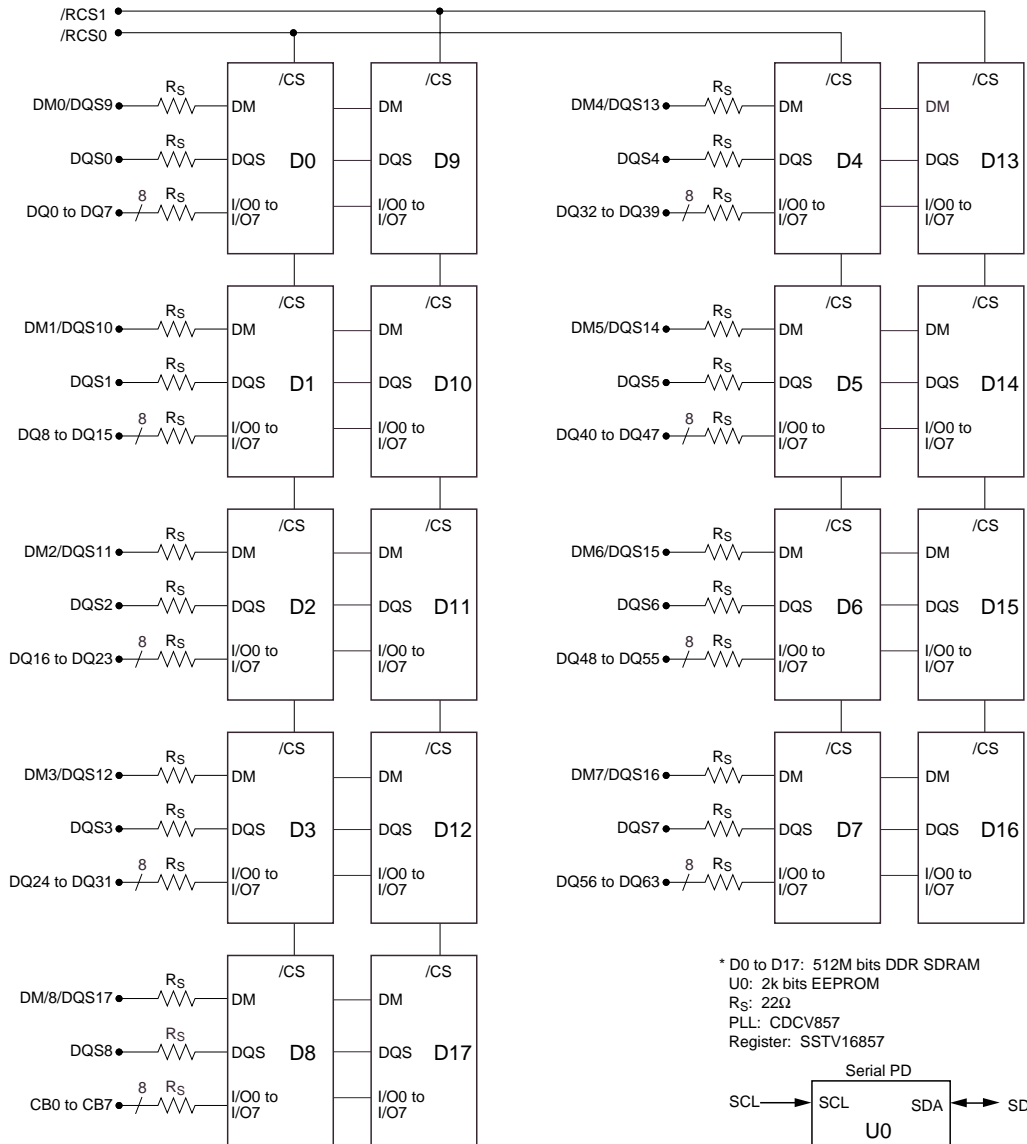 /RCS1
/RCS0
/CS
/CS
/CS
/CS
RS
DM0/DQS9
DM
DM
RS
DQS0
DQS
D0
DQS
D9
8
RS
DQ0 to DQ7
I/O0 to
I/O7
I/O0 to
I/O7
RS
DM4/DQS13
DM
DM
RS
DQS4
DQS
D4
DQS
D13
8
RS
DQ32 to DQ39
I/O0 to
I/O7
I/O0 to
I/O7
/CS
/CS
/CS
/CS
RS
DM1/DQS10
DM
DM
RS
DQS1
DQS
D1
DQS
D10
8
RS
DQ8 to DQ15
I/O0 to
I/O7
I/O0 to
I/O7
RS
DM5/DQS14
DM
DM
RS
DQS5
DQS
D5
DQS
D14
8
RS
DQ40 to DQ47
I/O0 to
I/O7
I/O0 to
I/O7
/CS
/CS
/CS
/CS
RS
DM2/DQS11
DM
DM
RS
DQS2
DQS
D2
DQS
D11
8
RS
DQ16 to DQ23
I/O0 to
I/O7
I/O0 to
I/O7
RS
DM6/DQS15
DM
DM
RS
DQS6
DQS
D6
DQS
D15
8
RS
DQ48 to DQ55
I/O0 to
I/O7
I/O0 to
I/O7
/CS
/CS
/CS
/CS
RS
DM3/DQS12
DM
DM
RS
DQS3
DQS
D3
DQS
D12
8
RS
DQ24 to DQ31
I/O0 to
I/O7
I/O0 to
I/O7
RS
DM7/DQS16
DM
DM
RS
DQS7
DQS
D7
DQS
D16
8
RS
DQ56 to DQ63
I/O0 to
I/O7
I/O0 to
I/O7
/CS
/CS
RS
DM/8/DQS17
DM
DM
RS
DQS8
DQS
D8
DQS
D17
8
RS
CB0 to CB7
I/O0 to
I/O7
I/O0 to
I/O7
* D0 to D17: 512M bits DDR SDRAM
U0: 2k bits EEPROM
RS: 22Ω
PLL: CDCV857
Register: SSTV16857
Serial PD
SCL
SCL
SDA
U0